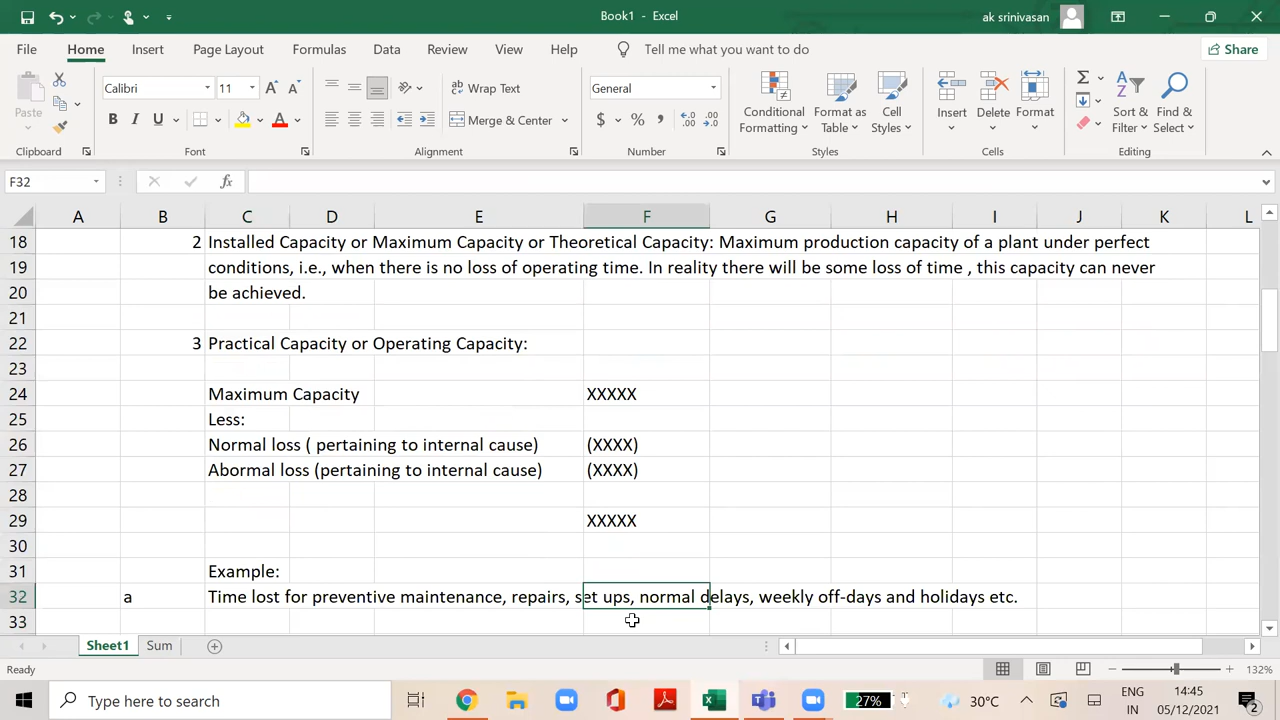 Book1 - Excel
ak srinivasan
File Home Insert Page Layout Formulas Data Review View Help Tell me what you want to do Share
Paste
Calibri 11
Wrap Text
Merge & Center
General
$ % ,
Conditional Formatting
Format as Table
Cell Styles
Insert Delete Format
Sort & Filter
Find & Select
Clipboard Font Alignment Number Styles Cells Editing
F32 fx
A B C D E F G H I J K L
18 2 Installed Capacity or Maximum Capacity or Theoretical Capacity: Maximum production capacity of a plant under perfect
19 conditions, i.e., when there is no loss of operating time. In reality there will be some loss of time , this capacity can never
20 be achieved.
21
22 3 Practical Capacity or Operating Capacity:
23
24 Maximum Capacity XXXXX
25 Less:
26 Normal loss ( pertaining to internal cause) (XXXX)
27 Abormal loss (pertaining to internal cause) (XXXX)
28
29 XXXXX
30
31 Example:
32 a Time lost for preventive maintenance, repairs, set ups, normal delays, weekly off-days and holidays etc.
33
Sheet1 Sum
Ready 132%
Type here to search 27% 30°C ENG IN 14:45 05/12/2021 2